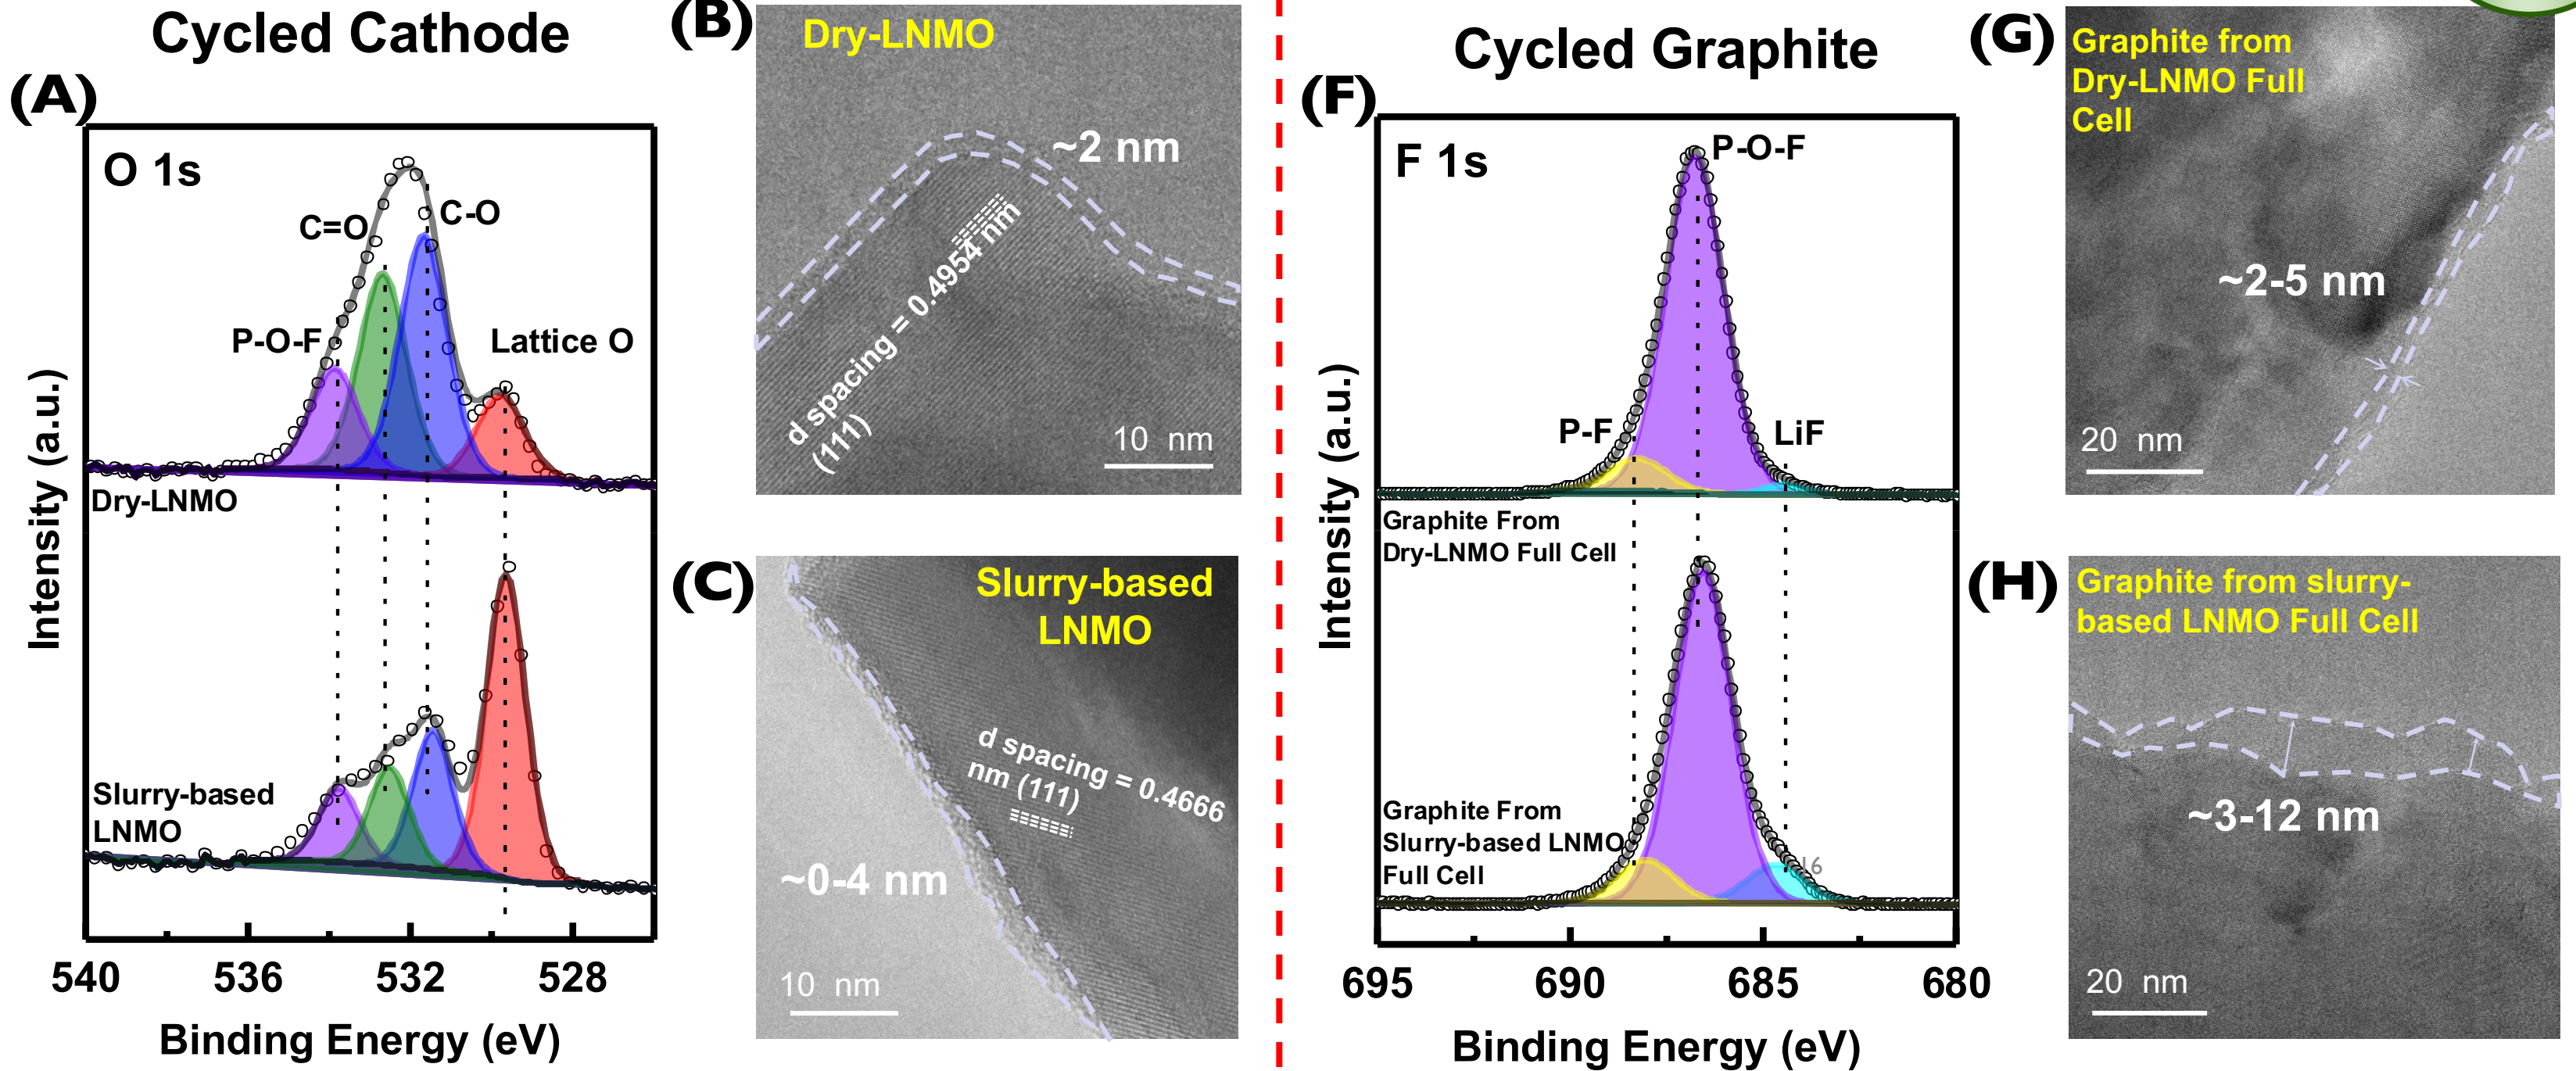 Cycled Cathode
(A)
O 1s
C=O
C-O
P-O-F
Lattice O
Dry-LNMO
Slurry-based
LNMO
Intensity (a.u.)
540
536
532
528
Binding Energy (eV)
(B)
Dry-LNMO
~2 nm
d spacing = 0.4954 nm
(111)
10 nm
(C)
Slurry-based
LNMO
d spacing = 0.4666
nm (111)
~0-4 nm
10 nm
Cycled Graphite
(F)
F 1s
P-O-F
P-F
LiF
Graphite From
Dry-LNMO Full Cell
Graphite From
Slurry-based LNMO
Full Cell
Intensity (a.u.)
695
690
685
680
Binding Energy (eV)
(G)
Graphite from
Dry-LNMO Full
Cell
~2-5 nm
20 nm
(H)
Graphite from slurry-
based LNMO Full Cell
~3-12 nm
20 nm